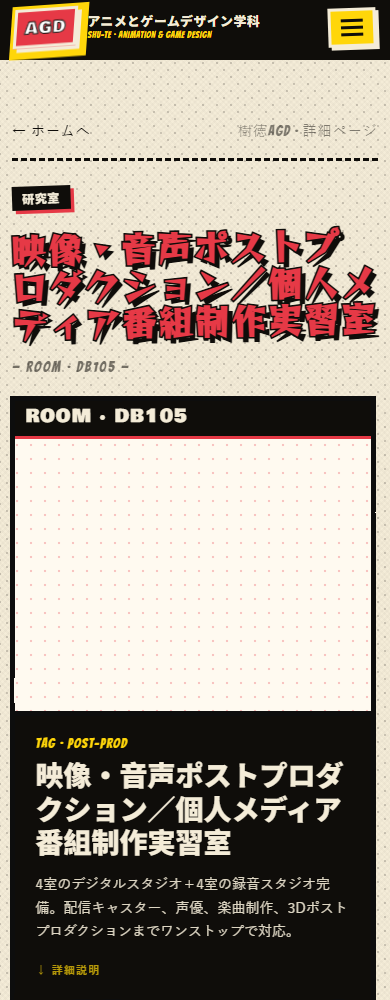 AGD
アニメとゲームデザイン学科
SHU-TE · ANIMATION & GAME DESIGN
← ホームへ
樹德AGD · 詳細ページ
研究室
映像・音声ポストプ
ロダクション／個人メ
ディア番組制作実習室
— ROOM · DB105 —
ROOM · DB105
TAG · POST-PROD
映像・音声ポストプロダ
クション／個人メディア
番組制作実習室
4室のデジタルスタジオ＋4室の録音スタジオ完
備。配信キャスター、声優、楽曲制作、3Dポスト
プロダクションまでワンストップで対応。
↓ 詳細説明